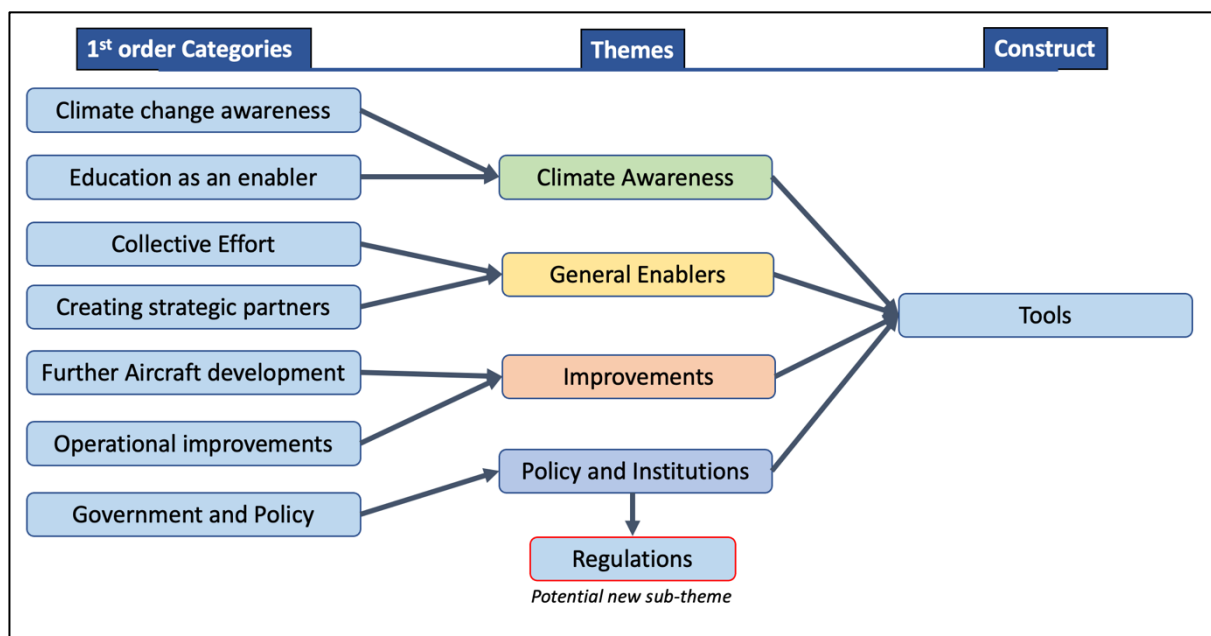 1st order Categories
Themes
Construct
Climate change awareness
Education as an enabler
Collective Effort
Creating strategic partners
Further Aircraft development
Operational improvements
Government and Policy
Climate Awareness
General Enablers
Improvements
Policy and Institutions
Regulations
Potential new sub-theme
Tools